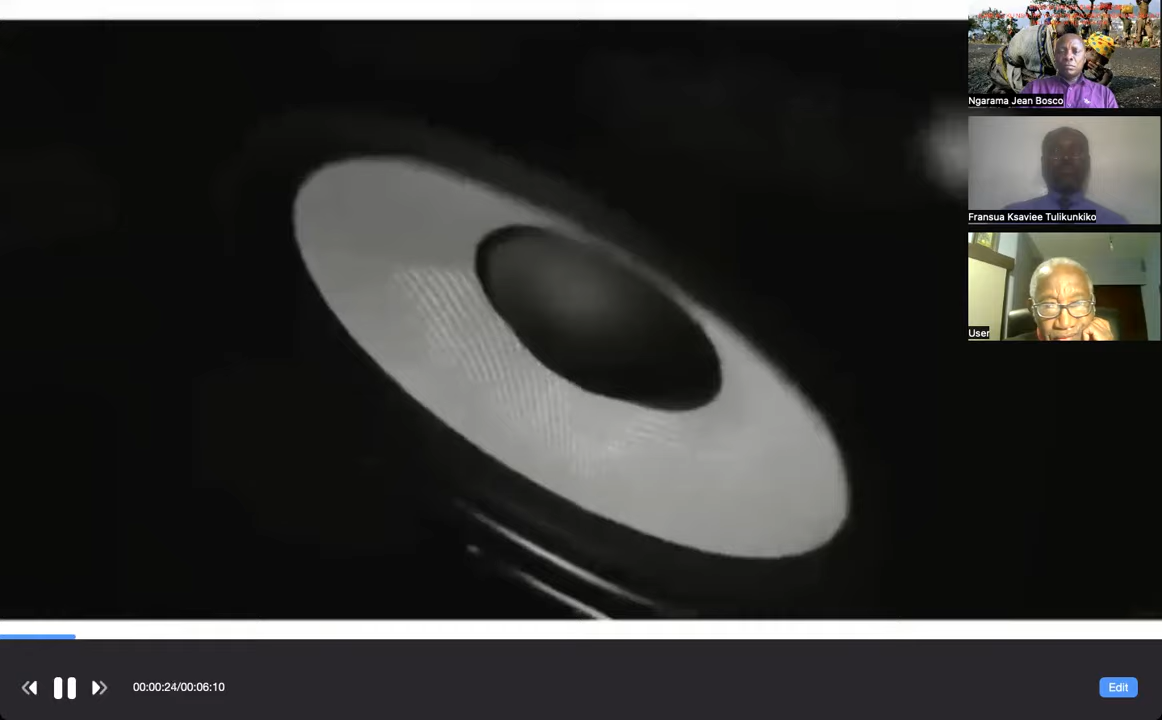 Ngarama Jean Bosco
Fransua Ksaviee Tulikunkiko
User
00:00:24/00:06:10
Edit